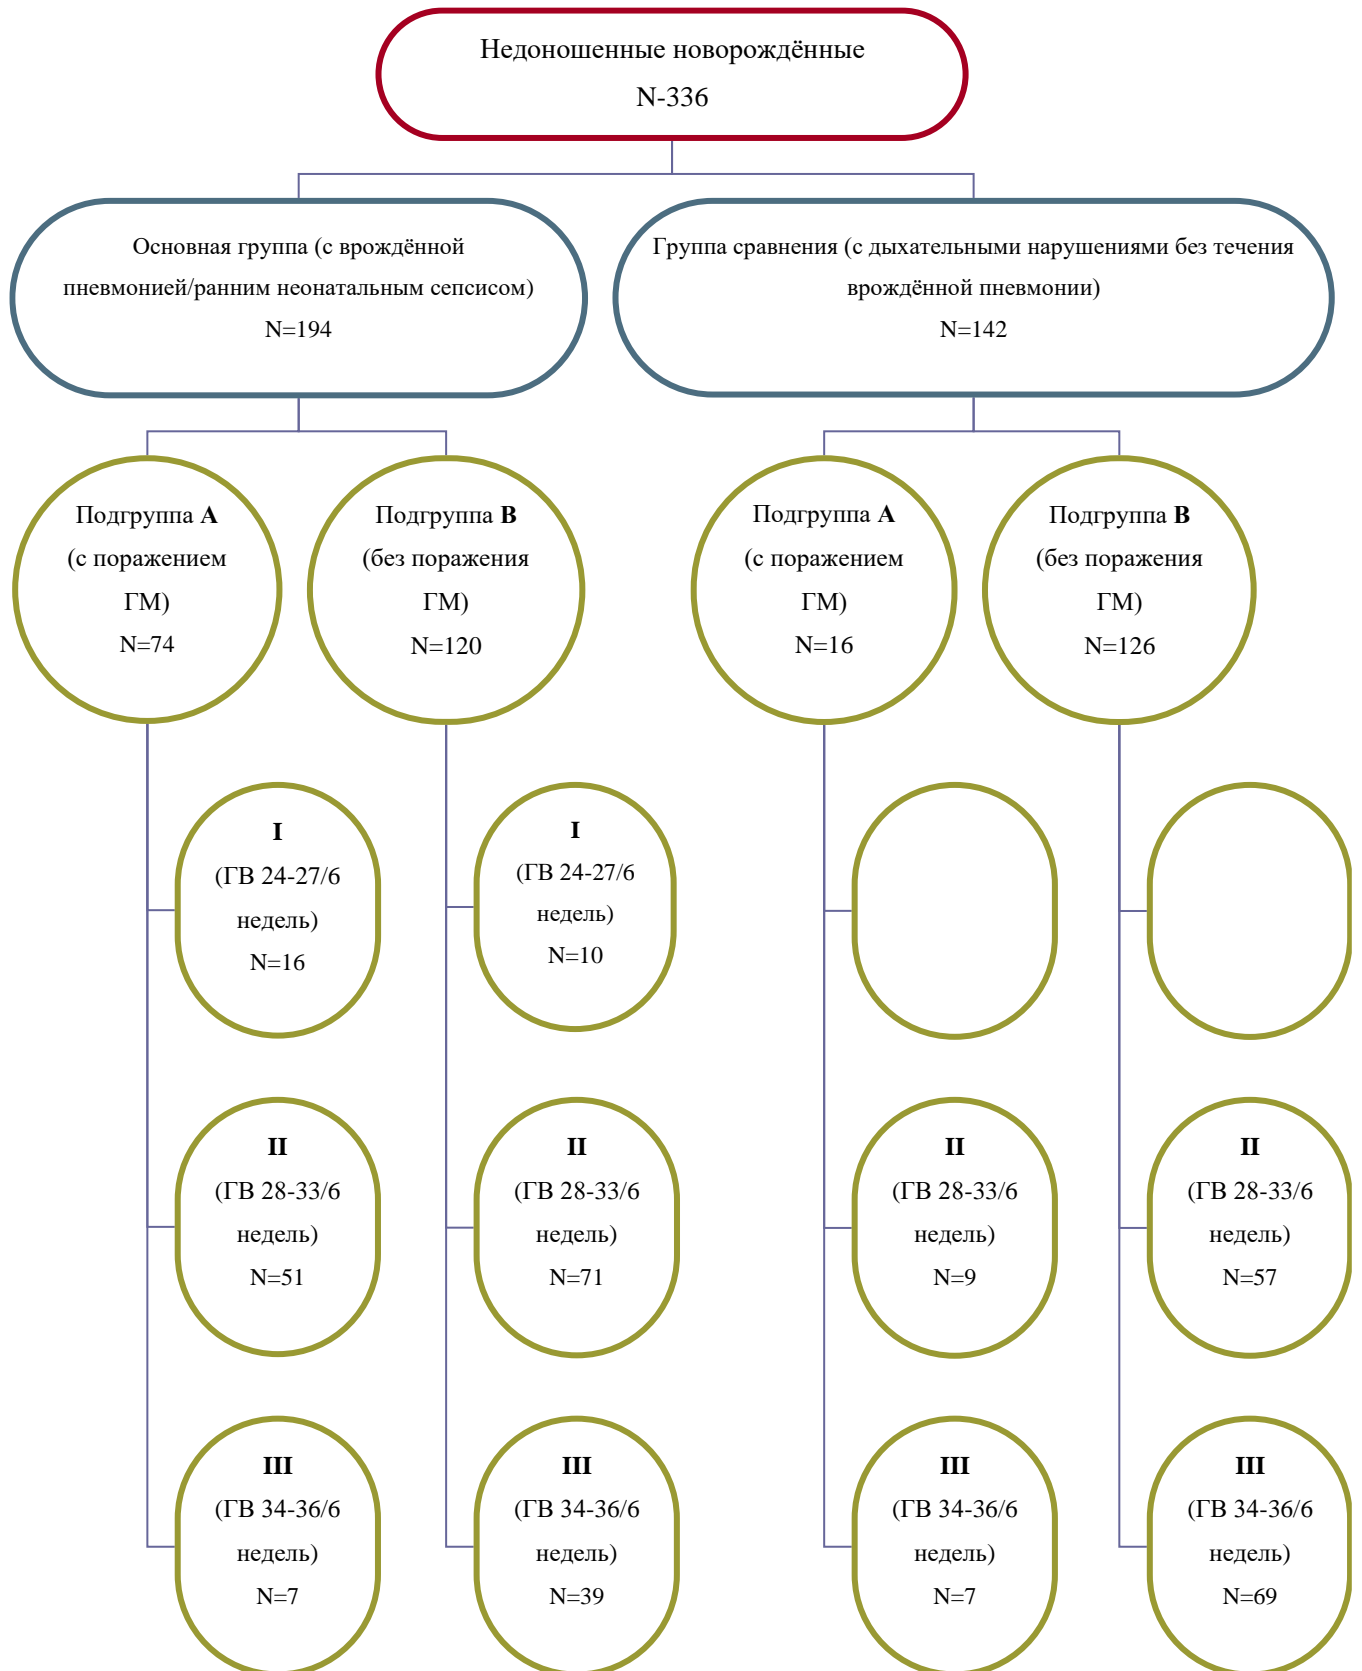 Недоношенные новорождённые
N-336
Основная группа (с врождённой
пневмонией/ранним неонатальным сепсисом)
N=194
Группа сравнения (с дыхательными нарушениями без течения
врождённой пневмонии)
N=142
Подгруппа A
(с поражением
ГМ)
N=74
Подгруппа B
(без поражения
ГМ)
N=120
Подгруппа A
(с поражением
ГМ)
N=16
Подгруппа B
(без поражения
ГМ)
N=126
I
(ГВ 24-27/6
недель)
N=16
I
(ГВ 24-27/6
недель)
N=10
II
(ГВ 28-33/6
недель)
N=51
II
(ГВ 28-33/6
недель)
N=71
II
(ГВ 28-33/6
недель)
N=9
II
(ГВ 28-33/6
недель)
N=57
III
(ГВ 34-36/6
недель)
N=7
III
(ГВ 34-36/6
недель)
N=39
III
(ГВ 34-36/6
недель)
N=7
III
(ГВ 34-36/6
недель)
N=69